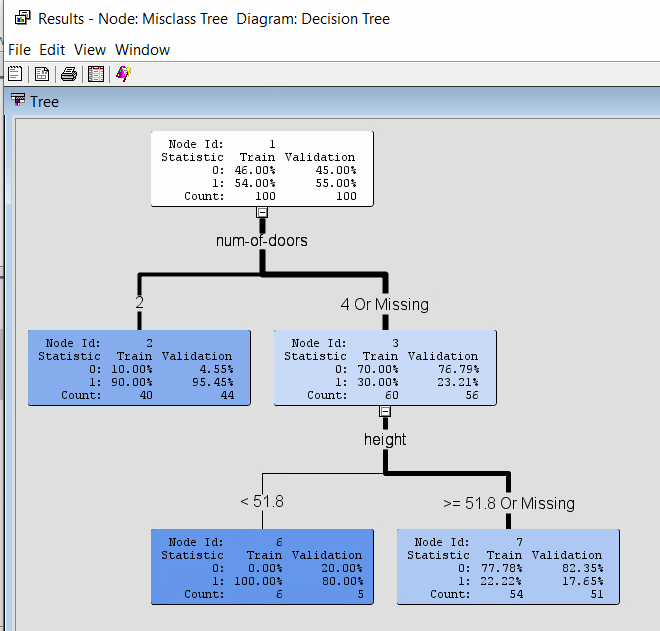 Results - Node: Misclass Tree Diagram: Decision Tree
File Edit View Window
Tree
Node Id: 1
Statistic Train Validation
0: 46.00% 45.00%
1: 54.00% 55.00%
Count: 100 100
num-of-doors
2
4 Or Missing
Node Id: 2
Statistic Train Validation
0: 10.00% 4.55%
1: 90.00% 95.45%
Count: 40 44
Node Id: 3
Statistic Train Validation
0: 70.00% 76.79%
1: 30.00% 23.21%
Count: 60 56
height
< 51.8
>= 51.8 Or Missing
Node Id: 6
Statistic Train Validation
0: 0.00% 20.00%
1: 100.00% 80.00%
Count: 6 5
Node Id: 7
Statistic Train Validation
0: 77.78% 82.35%
1: 22.22% 17.65%
Count: 54 51